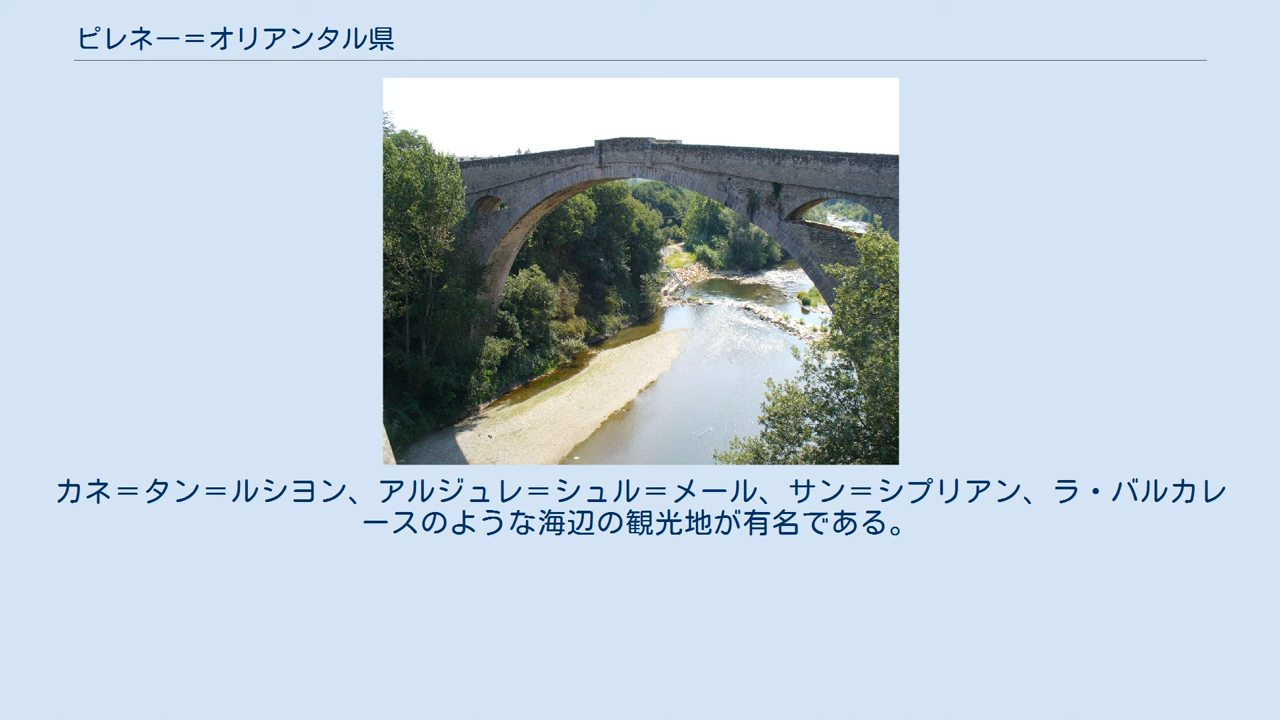 ピレネー＝オリアンタル県
カネ＝タン＝ルシヨン、アルジュレ＝シュル＝メール、サン＝シプリアン、ラ・バルカレ
ースのような海辺の観光地が有名である。